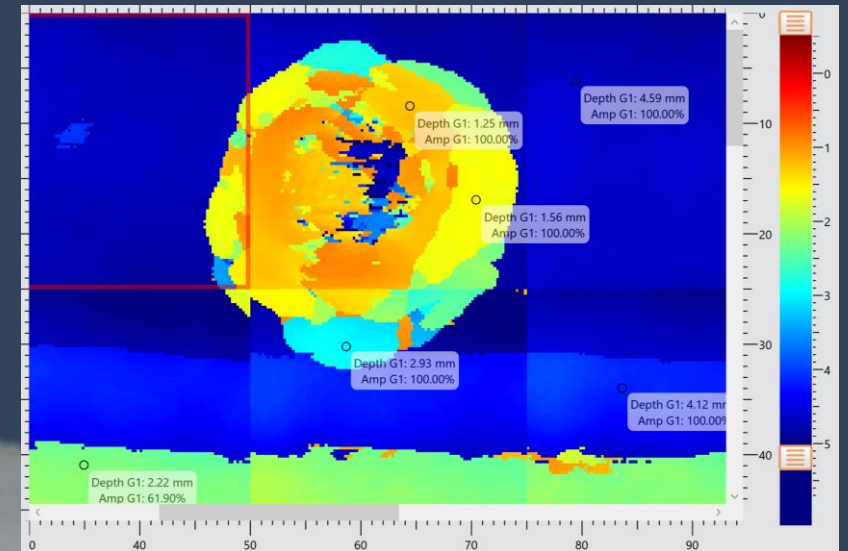 Depth G1: 4.59 mm
Amp G1: 100.00%
Depth G1: 1.25 mm
Amp G1: 100.00%
Depth G1: 1.56 mm
Amp G1: 100.00%
Depth G1: 2.93 mm
Amp G1: 100.00%
Depth G1: 4.12 mm
Amp G1: 100.00%
Depth G1: 2.22 mm
Amp G1: 61.90%
0
10
20
30
40
0
1
2
3
4
5
0 40 50 60 70 80 90